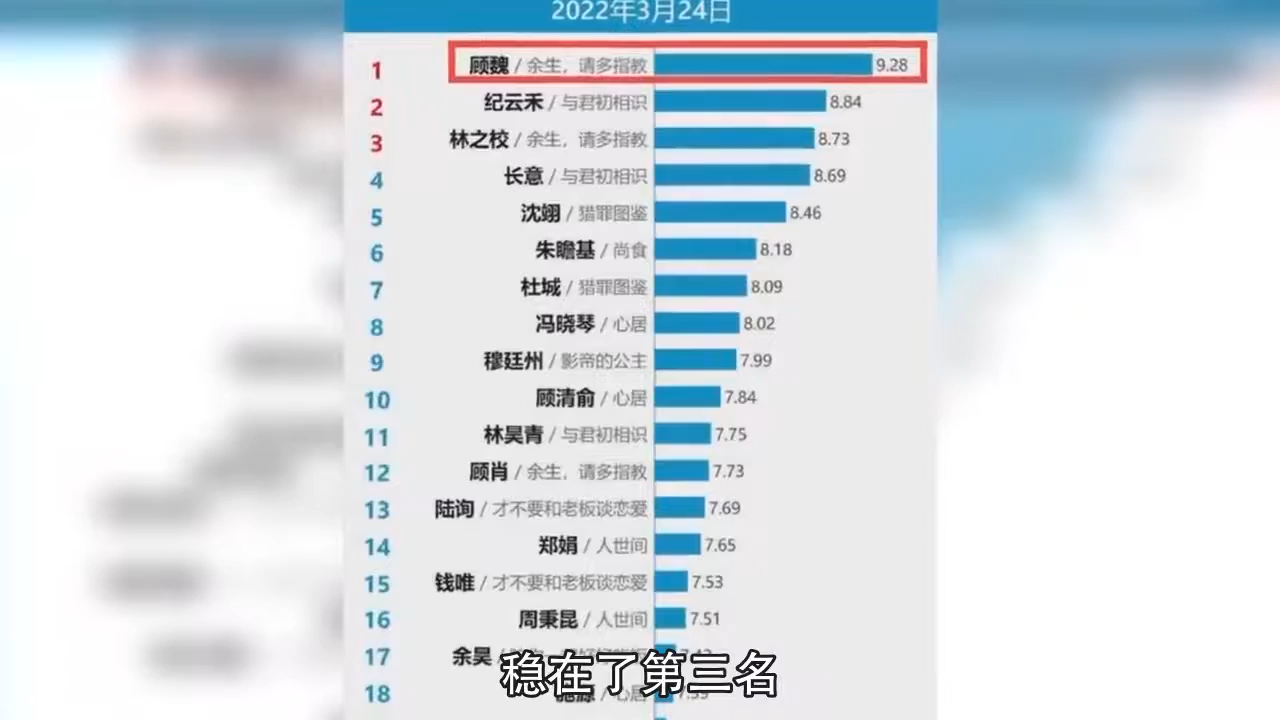 2022年3月24日
1 顾魏 / 余生，请多指教 9.28
2 纪云禾 / 与君初相识 8.84
3 林之校 / 余生，请多指教 8.73
4 长意 / 与君初相识 8.69
5 沈翊 / 猎罪图鉴 8.46
6 朱瞻基 / 尚食 8.18
7 杜城 / 猎罪图鉴 8.09
8 冯晓琴 / 心居 8.02
9 穆廷州 / 影帝的公主 7.99
10 顾清俞 / 心居 7.84
11 林昊青 / 与君初相识 7.75
12 顾肖 / 余生，请多指教 7.73
13 陆询 / 才不要和老板谈恋爱 7.69
14 郑娟 / 人世间 7.65
15 钱唯 / 才不要和老板谈恋爱 7.53
16 周秉昆 / 人世间 7.51
17 余昊 /
18 / 心居
稳在了第三名